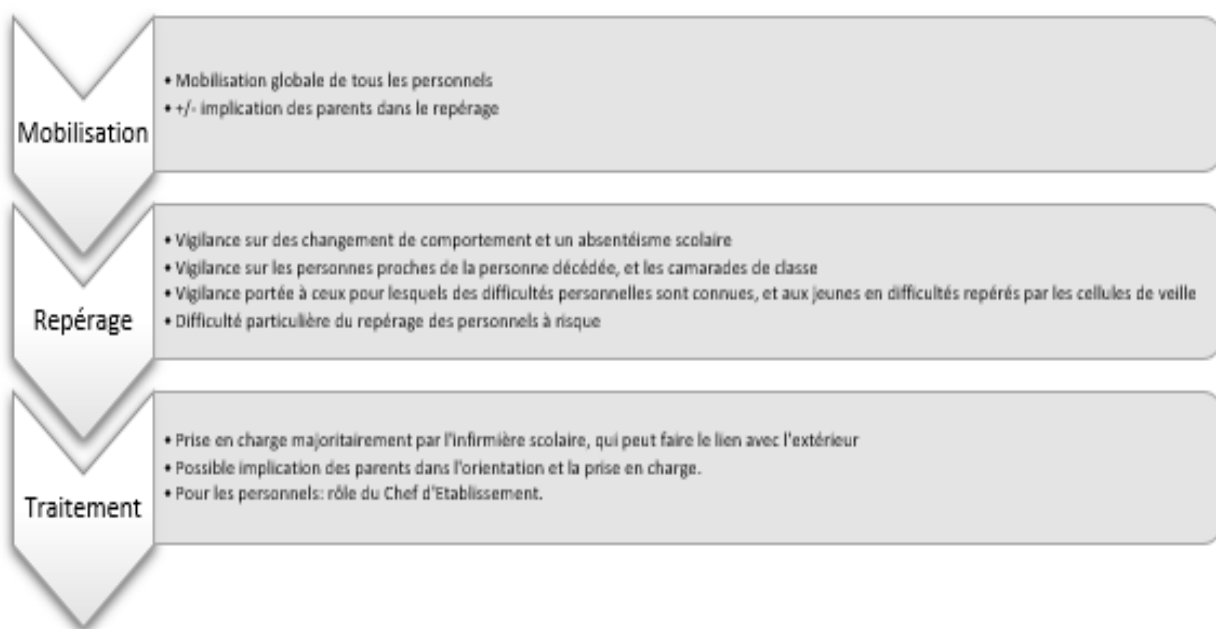 Mobilisation
• Mobilisation globale de tous les personnels
• +/- implication des parents dans le repérage
Repérage
• Vigilance sur des changement de comportement et un absentéisme scolaire
• Vigilance sur les personnes proches de la personne décédée, et les camarades de classe
• Vigilance portée à ceux pour lesquels des difficultés personnelles sont connues, et aux jeunes en difficultés repérés par les cellules de veille
• Difficulté particulière du repérage des personnels à risque
Traitement
• Prise en charge majoritairement par l'infirmière scolaire, qui peut faire le lien avec l'extérieur
• Possible implication des parents dans l'orientation et la prise en charge.
• Pour les personnels: rôle du Chef d'Etablissement.